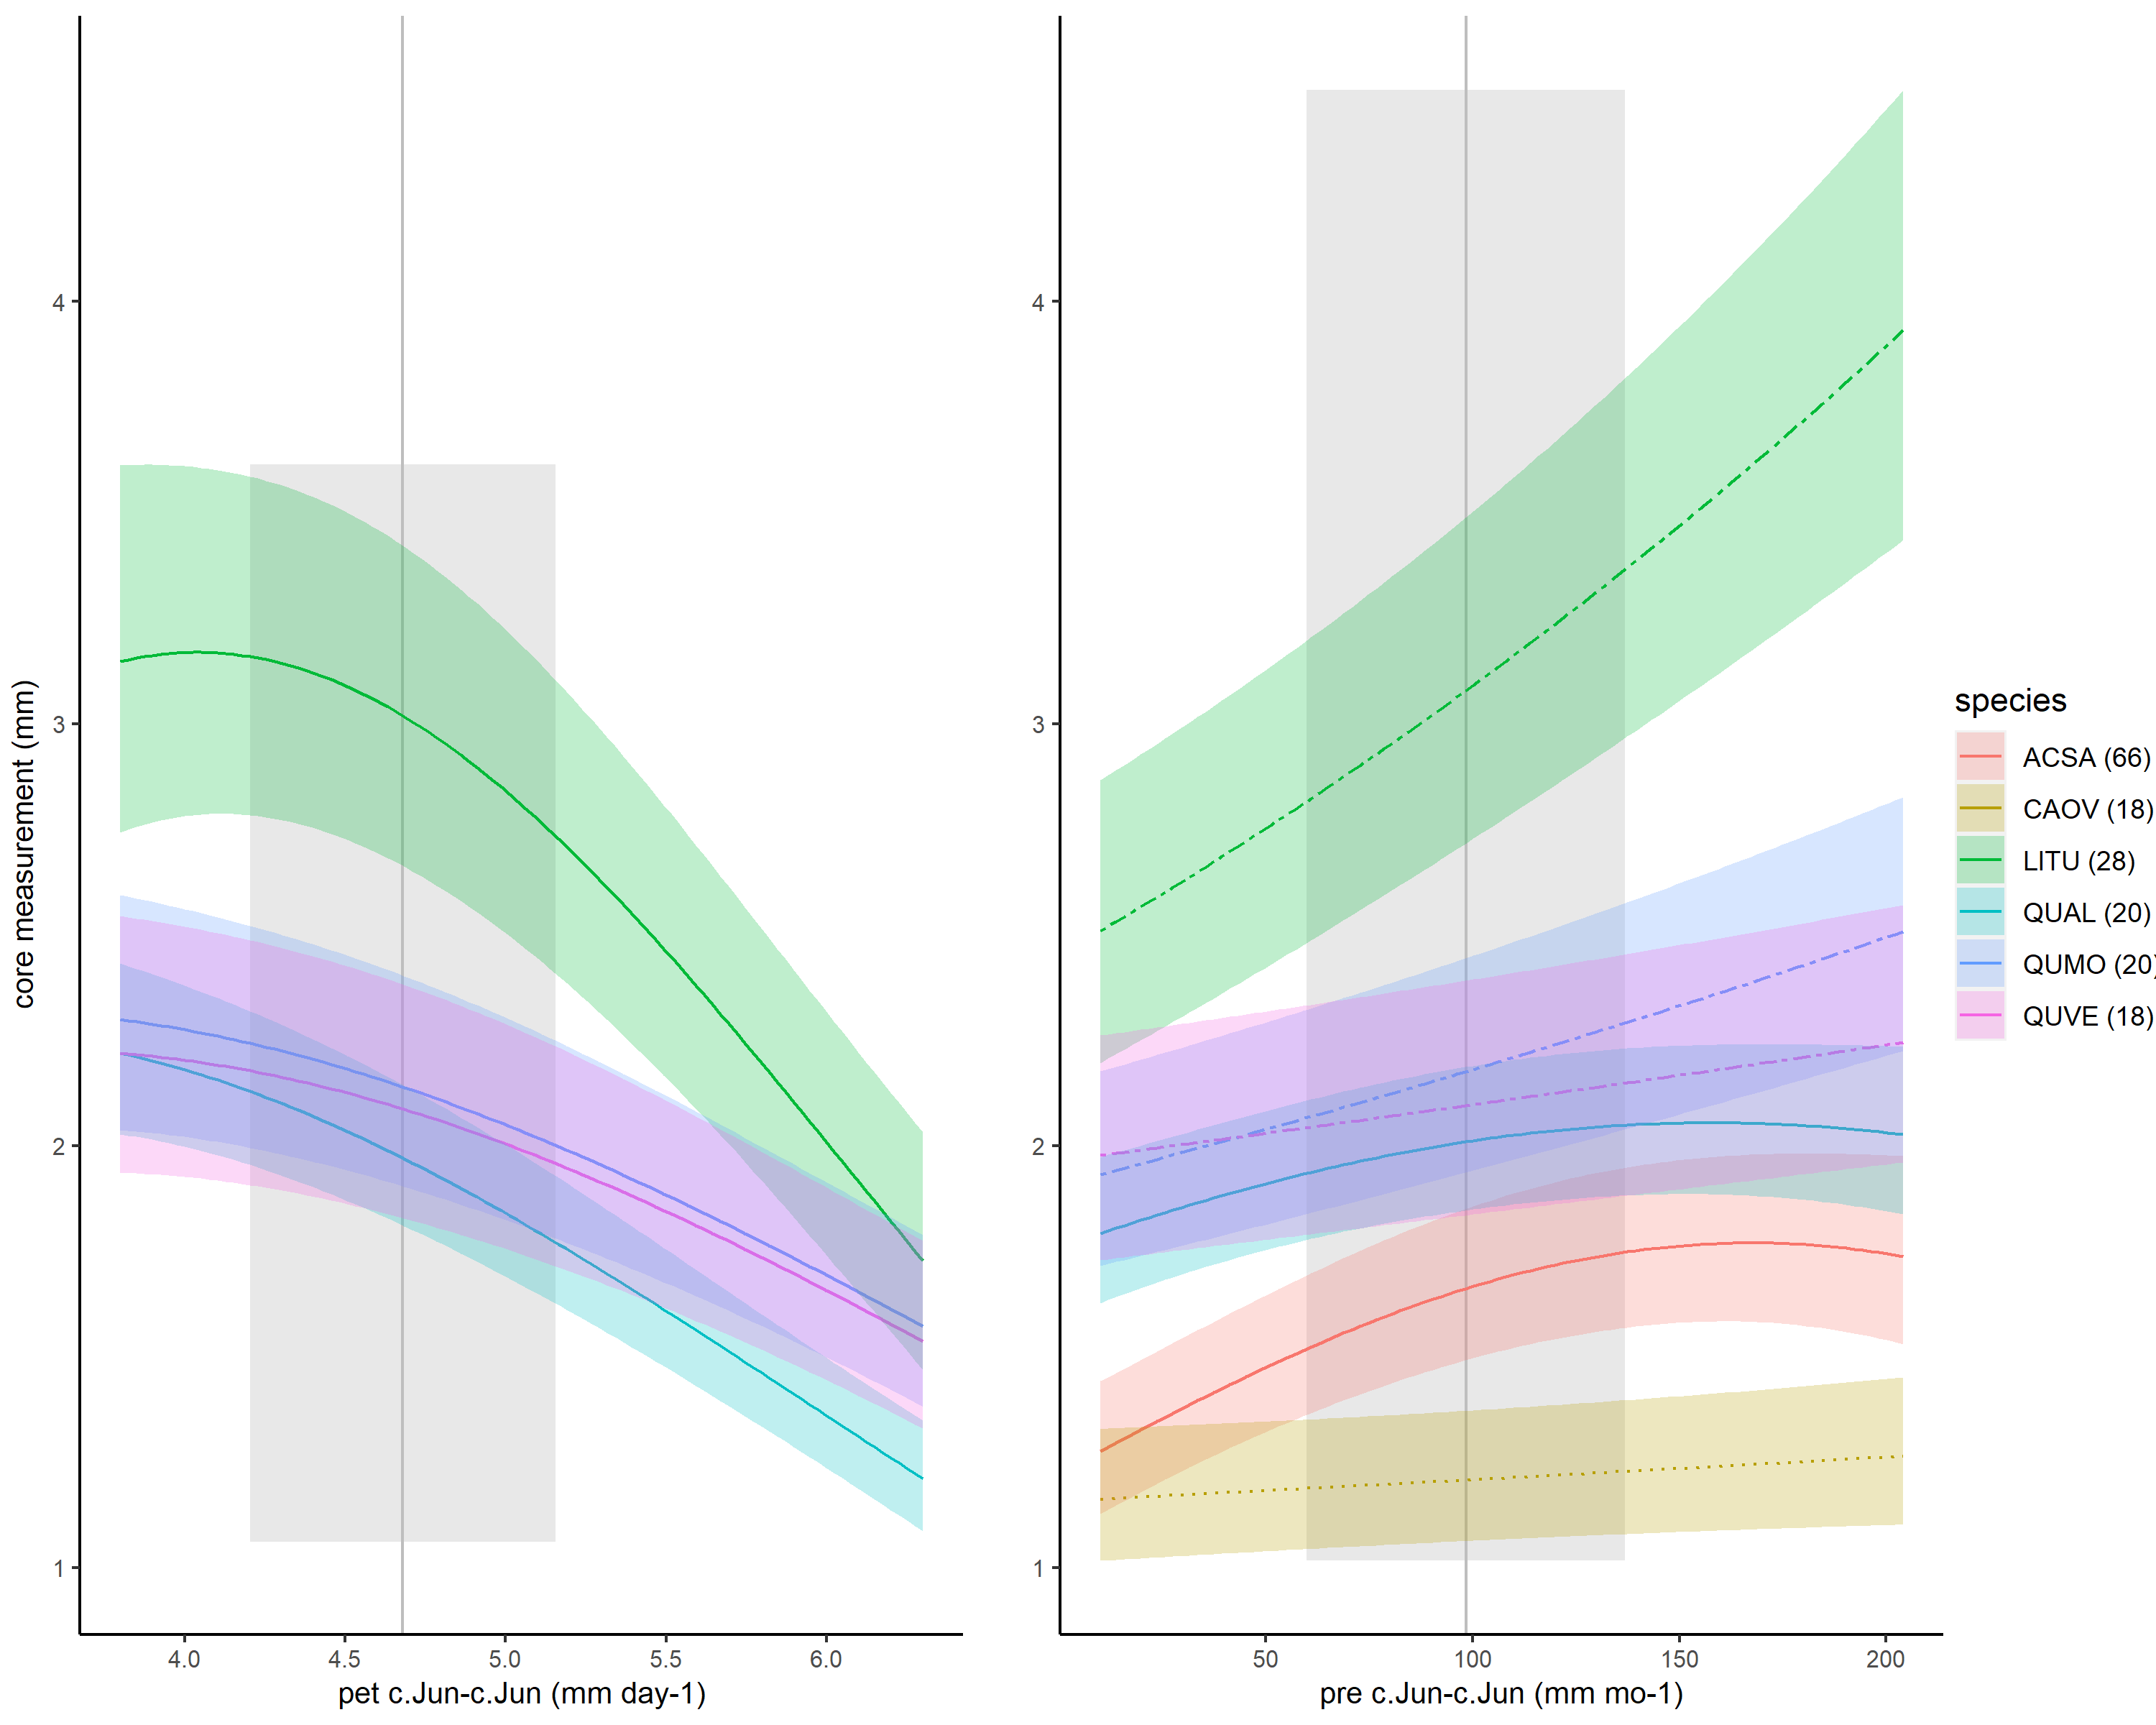 core measurement (mm)
4
3
2
1
4.0 4.5 5.0 5.5 6.0
pet c.Jun-c.Jun (mm day-1)
4
3
2
1
50 100 150 200
pre c.Jun-c.Jun (mm mo-1)
species
ACSA (66)
CAOV (18)
LITU (28)
QUAL (20)
QUMO (20)
QUVE (18)